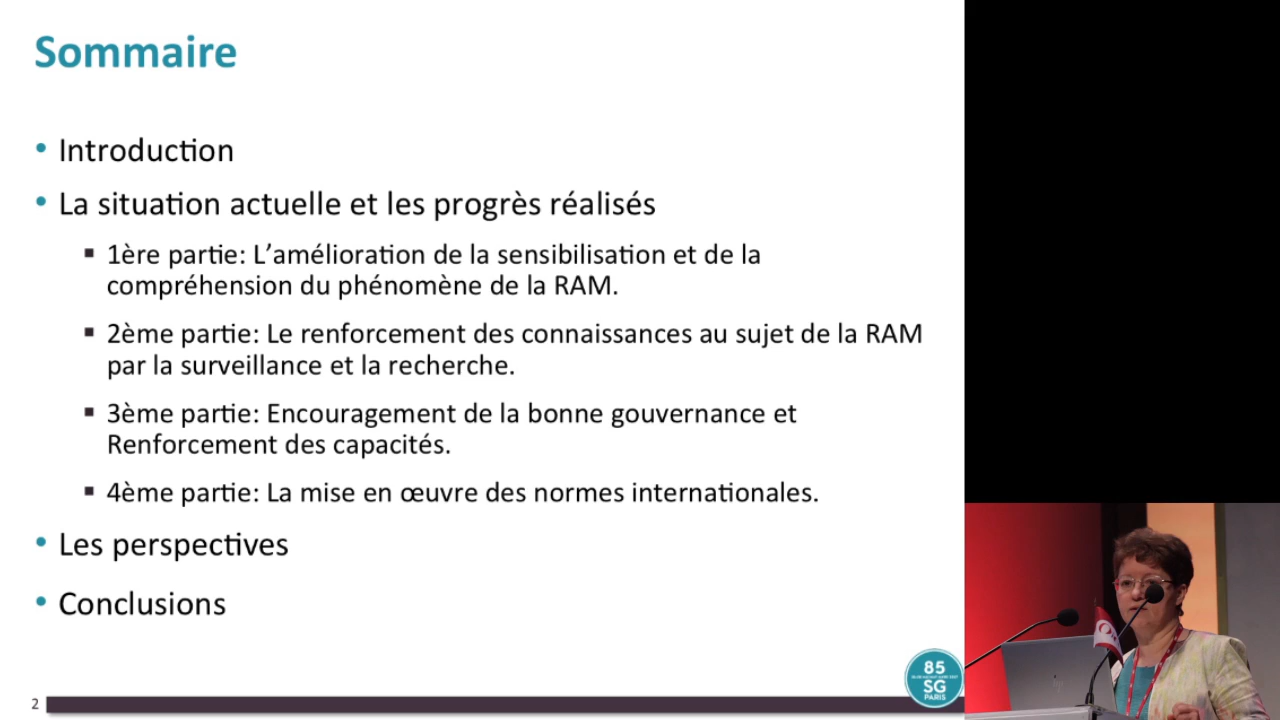 Sommaire
• Introduction
• La situation actuelle et les progrès réalisés
▪ 1ère partie: L’amélioration de la sensibilisation et de la
compréhension du phénomène de la RAM.
▪ 2ème partie: Le renforcement des connaissances au sujet de la RAM
par la surveillance et la recherche.
▪ 3ème partie: Encouragement de la bonne gouvernance et
Renforcement des capacités.
▪ 4ème partie: La mise en œuvre des normes internationales.
• Les perspectives
• Conclusions
85
SG
PARIS
2